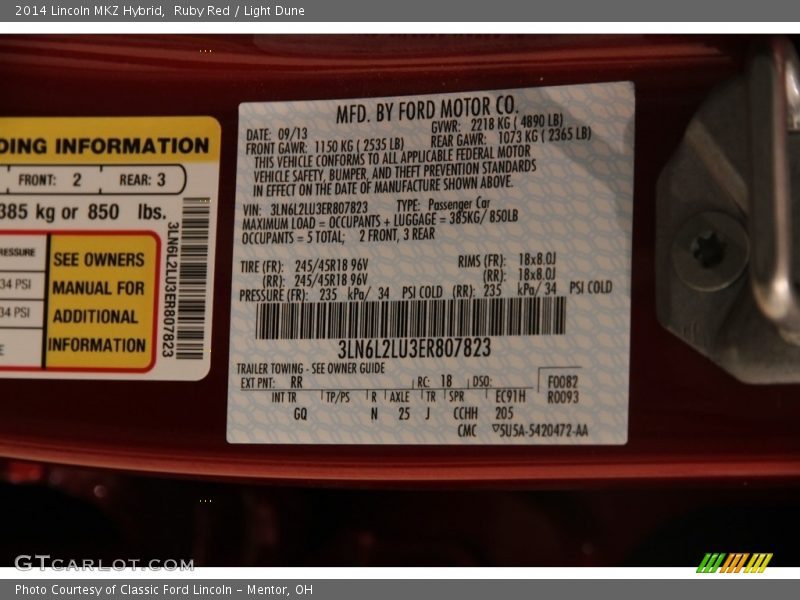 2014 Lincoln MKZ Hybrid,  Ruby Red / Light Dune
DING INFORMATION
FRONT: 2 REAR: 3
385 kg or 850 lbs.
34 PSI
34 PSI
SEE OWNERS
MANUAL FOR
ADDITIONAL
INFORMATION
3LN6L2LU3ER807823
MFD. BY FORD MOTOR CO.
DATE: 09/13 GVWR: 2218 KG ( 4890 LB)
FRONT GAWR: 1150 KG ( 2535 LB) REAR GAWR: 1073 KG ( 2365 LB)
THIS VEHICLE CONFORMS TO ALL APPLICABLE FEDERAL MOTOR
VEHICLE SAFETY, BUMPER, AND THEFT PREVENTION STANDARDS
IN EFFECT ON THE DATE OF MANUFACTURE SHOWN ABOVE.
VIN: 3LN6L2LU3ER807823 TYPE: Passenger Car
MAXIMUM LOAD = OCCUPANTS + LUGGAGE = 385KG/ 850LB
OCCUPANTS = 5 TOTAL; 2 FRONT, 3 REAR
TIRE (FR): 245/45R18 96V RIMS (FR): 18x8.0J
(RR): 245/45R18 96V (RR): 18x8.0J
PRESSURE (FR): 235 kPa/ 34 PSI COLD (RR): 235 kPa/ 34 PSI COLD
3LN6L2LU3ER807823
TRAILER TOWING - SEE OWNER GUIDE
EXT PNT: RR RC: 18 DSO: F0082
INT TR TP/PS R AXLE TR SPR EC91H R0093
GQ N 25 J CCHH 205
CMC ▽5U5A-5420472-AA
GTCARLOT.COM
Photo Courtesy of Classic Ford Lincoln – Mentor, OH